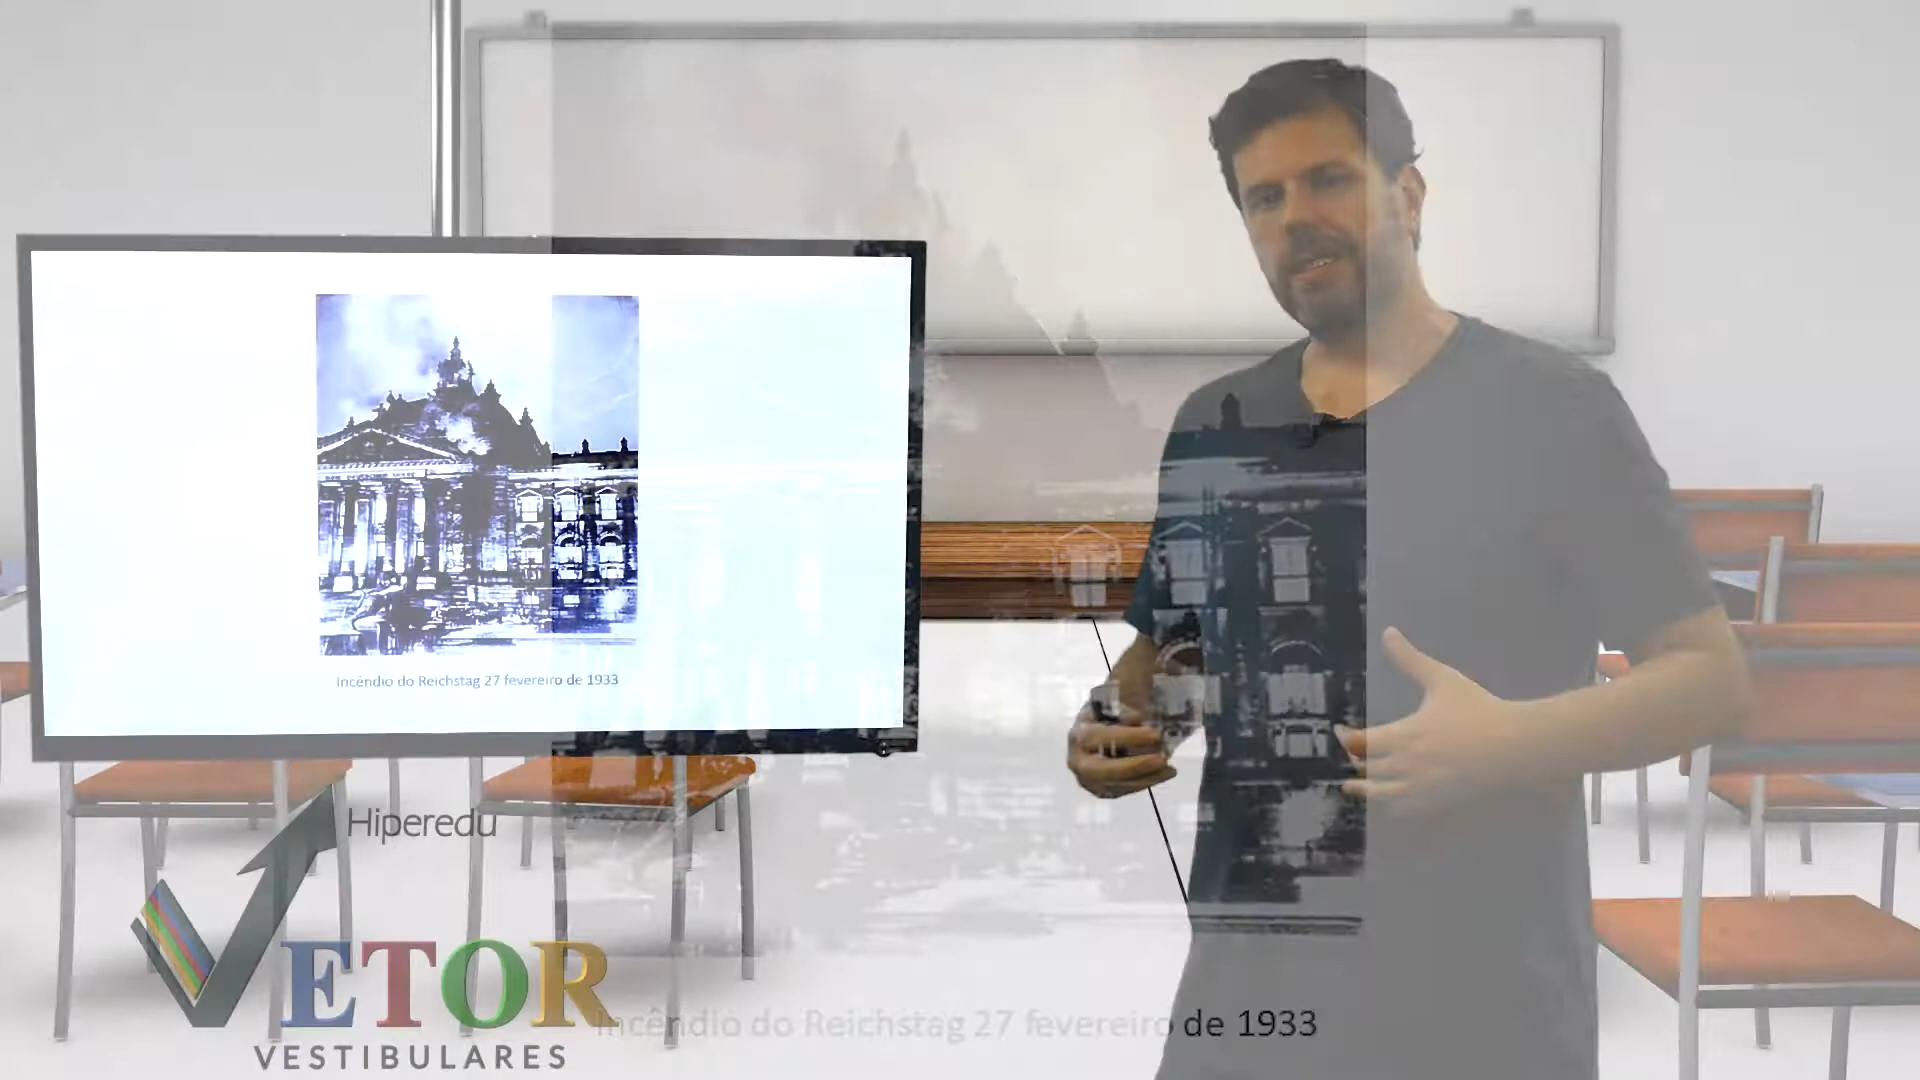 Incêndio do Reichstag 27 fevereiro de 1933
Hiperedu
VETOR
VESTIBULARES
Incêndio do Reichstag 27 fevereiro de 1933